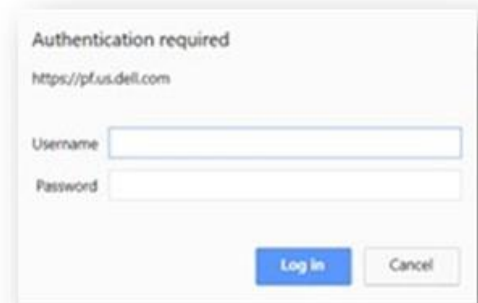 Authentication required
https://pf.us.dell.com
Username
Password
Log in Cancel